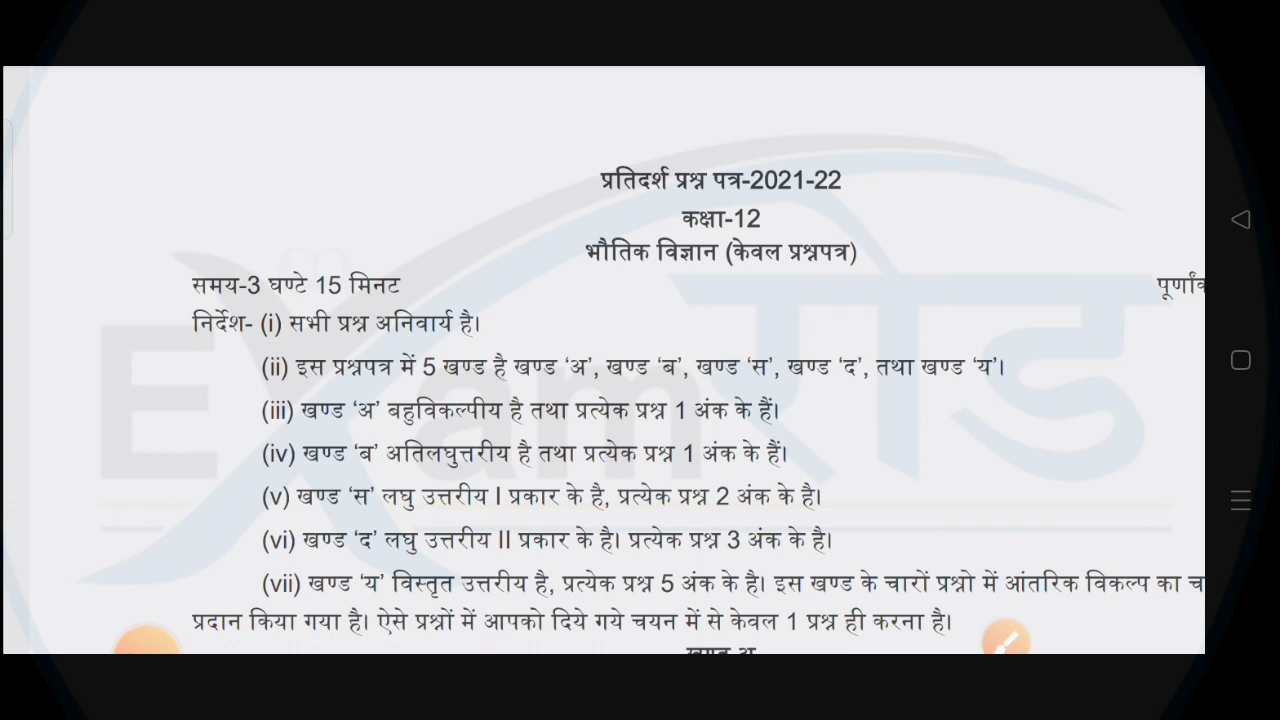 प्रतिदर्श प्रश्न पत्र-2021-22
कक्षा-12
भौतिक विज्ञान (केवल प्रश्नपत्र)
समय-3 घण्टे 15 मिनट
निर्देश- (i) सभी प्रश्न अनिवार्य है।
(ii) इस प्रश्नपत्र में 5 खण्ड है खण्ड ‘अ’, खण्ड ‘ब’, खण्ड ‘स’, खण्ड ‘द’, तथा खण्ड ‘य’।
(iii) खण्ड ‘अ’ बहुविकल्पीय है तथा प्रत्येक प्रश्न 1 अंक के हैं।
(iv) खण्ड ‘ब’ अतिलघुत्तरीय है तथा प्रत्येक प्रश्न 1 अंक के हैं।
(v) खण्ड ‘स’ लघु उत्तरीय I प्रकार के है, प्रत्येक प्रश्न 2 अंक के है।
(vi) खण्ड ‘द’ लघु उत्तरीय II प्रकार के है। प्रत्येक प्रश्न 3 अंक के है।
(vii) खण्ड ‘य’ विस्तृत उत्तरीय है, प्रत्येक प्रश्न 5 अंक के है। इस खण्ड के चारों प्रश्नो में आंतरिक विकल्प का
प्रदान किया गया है। ऐसे प्रश्नों में आपको दिये गये चयन में से केवल 1 प्रश्न ही करना है।
Exam रोड